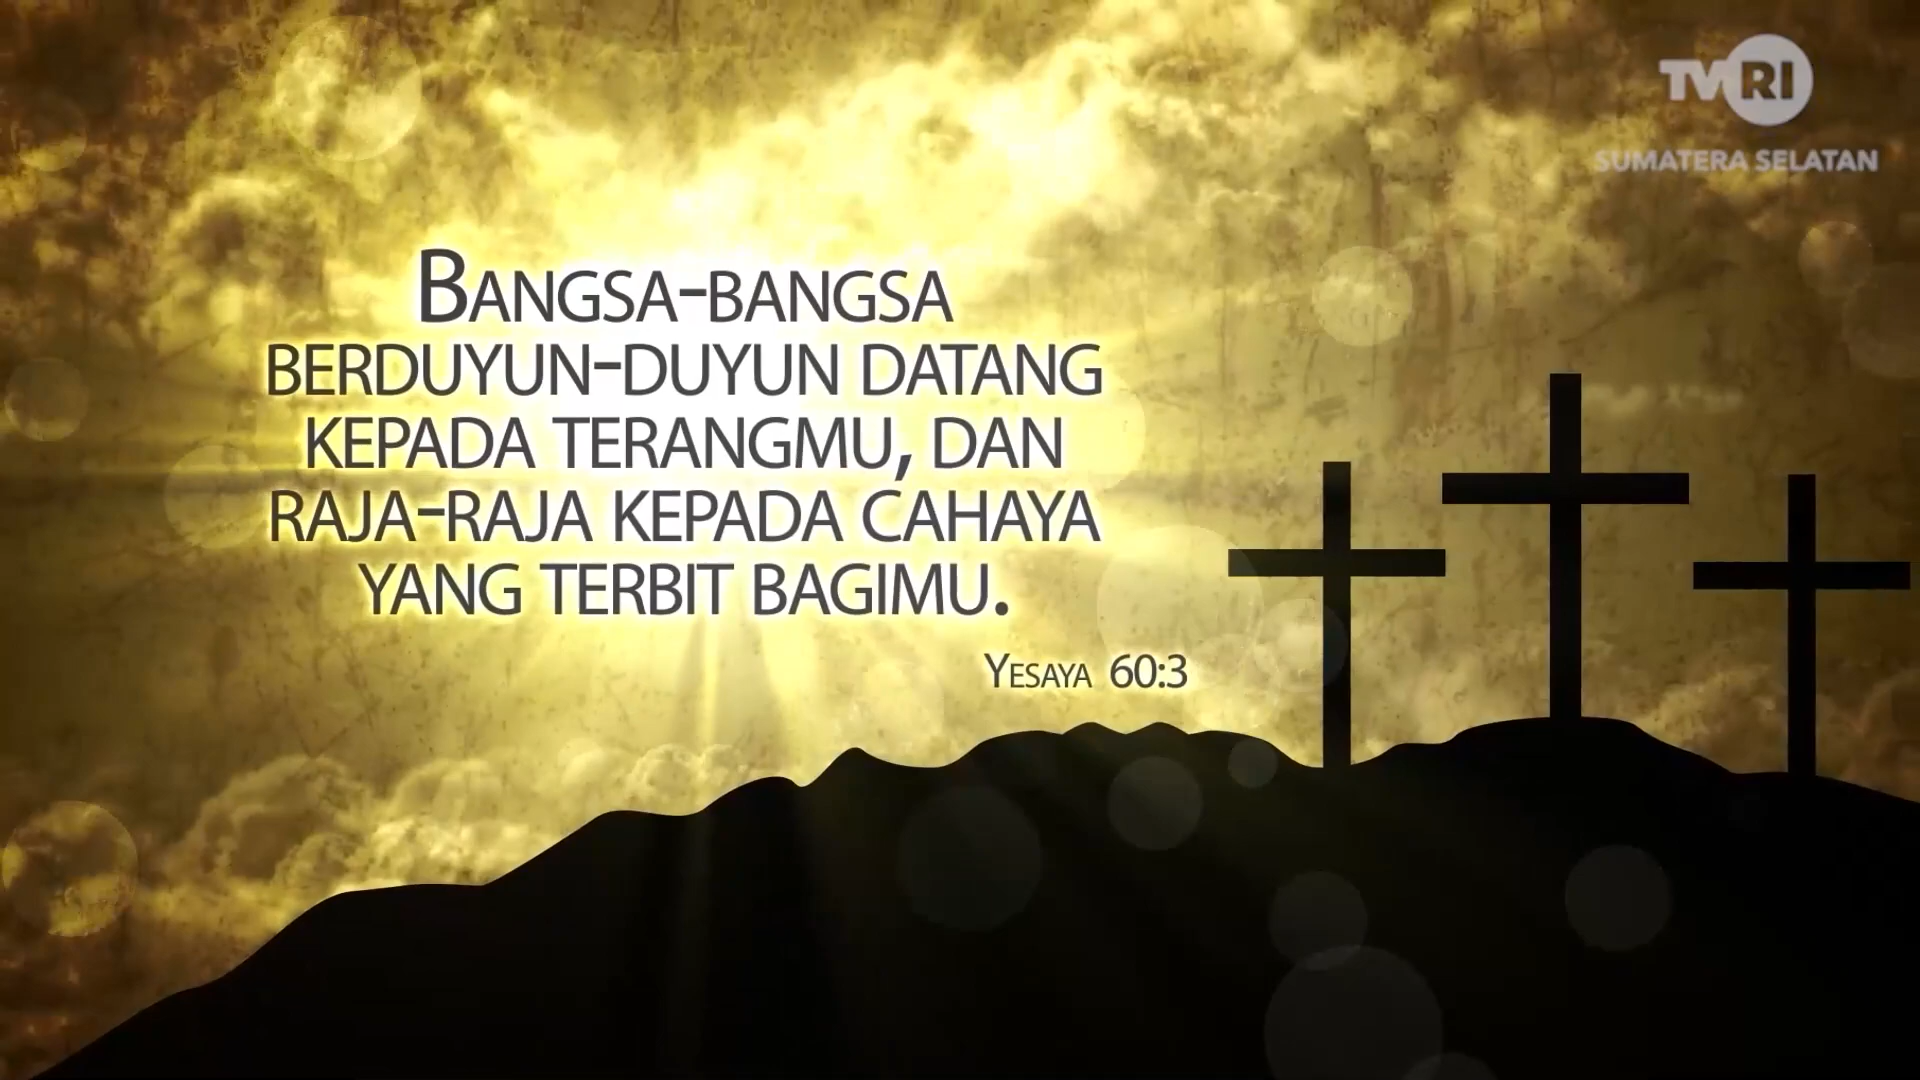 TVRI
SUMATERA SELATAN
BANGSA-BANGSA
BERDUYUN-DUYUN DATANG
KEPADA TERANGMU, DAN
RAJA-RAJA KEPADA CAHAYA
YANG TERBIT BAGIMU.
YESAYA 60:3